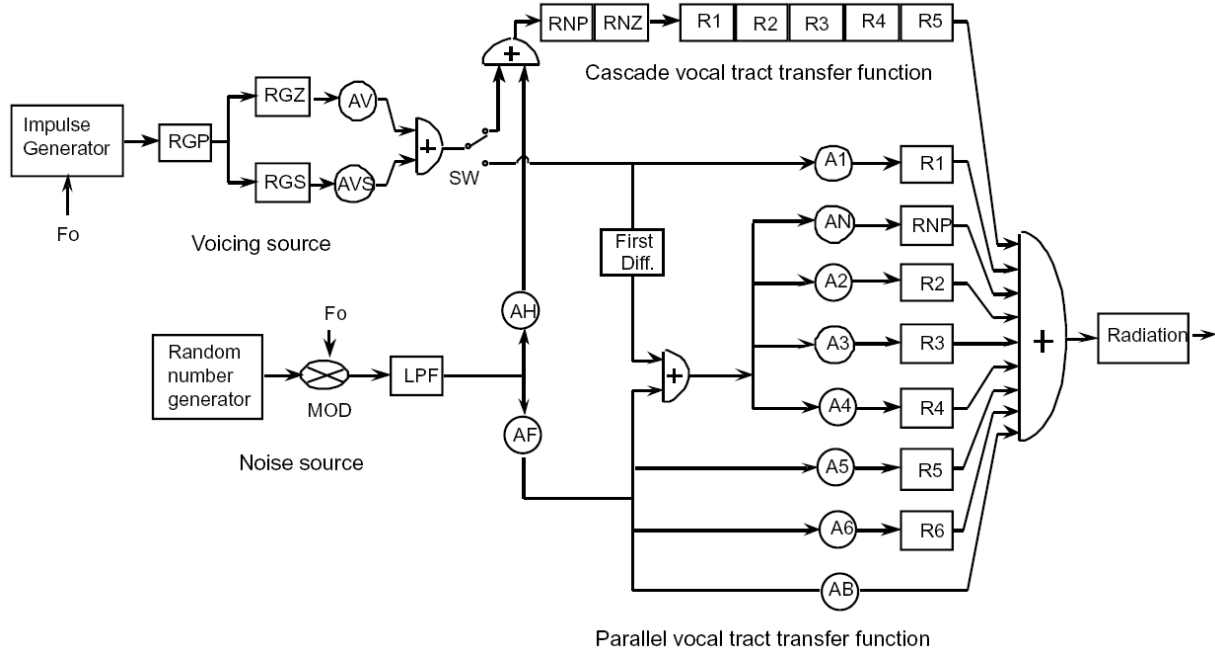 RNP RNZ R1 R2 R3 R4 R5
Cascade vocal tract transfer function
Impulse
Generator
RGP
RGZ
AV
RGS
AVS
+
+
SW
Fo
Voicing source
A1
R1
AN
RNP
First
Diff.
A2
R2
AH
A3
R3
+
+
Radiation
Fo
Random
number
generator
MOD
LPF
A4
R4
AF
Noise source
A5
R5
A6
R6
AB
Parallel vocal tract transfer function